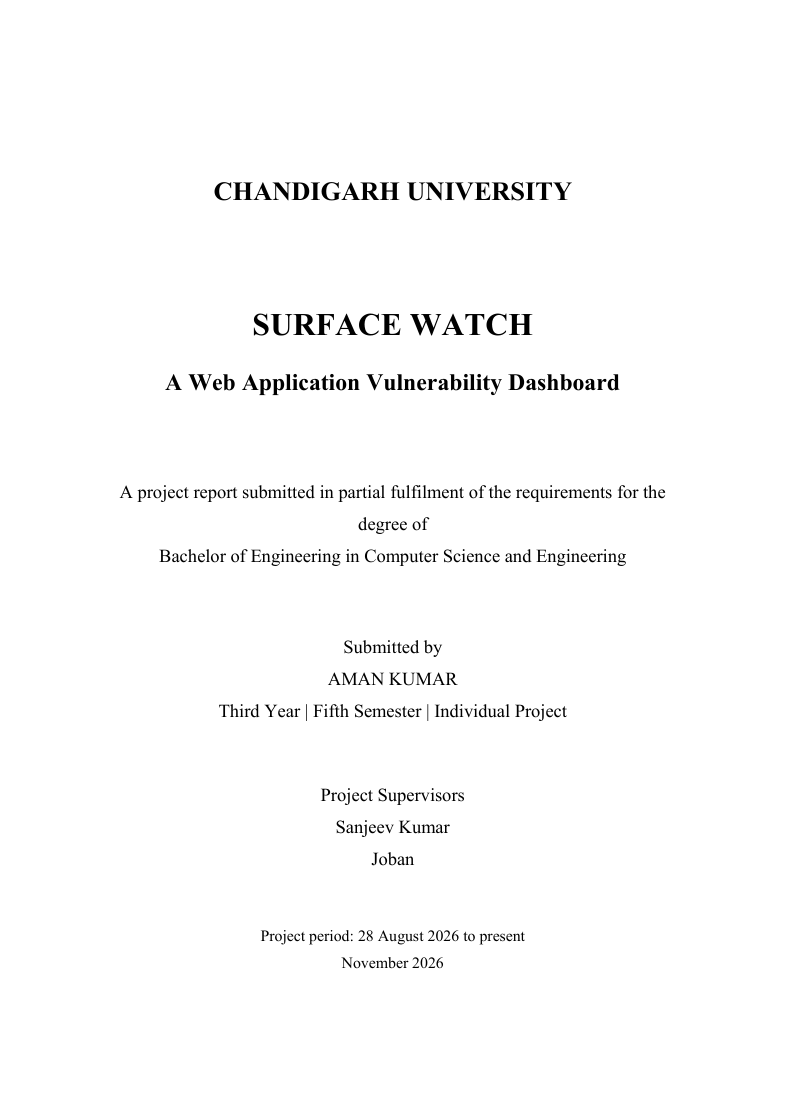 CHANDIGARH UNIVERSITY
SURFACE WATCH
A Web Application Vulnerability Dashboard
A project report submitted in partial fulfilment of the requirements for the
degree of
Bachelor of Engineering in Computer Science and Engineering
Submitted by
AMAN KUMAR
Third Year | Fifth Semester | Individual Project
Project Supervisors
Sanjeev Kumar
Joban
Project period: 28 August 2026 to present
November 2026